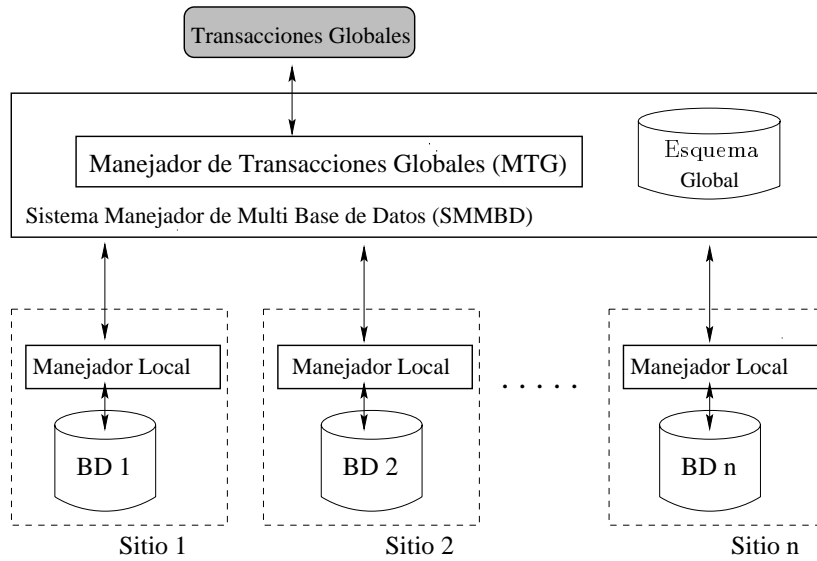 Transacciones Globales
Manejador de Transacciones Globales (MTG)
Esquema
Global
Sistema Manejador de Multi Base de Datos (SMMBD)
Manejador Local
Manejador Local
. . . . .
Manejador Local
BD 1
BD 2
BD n
Sitio 1
Sitio 2
Sitio n